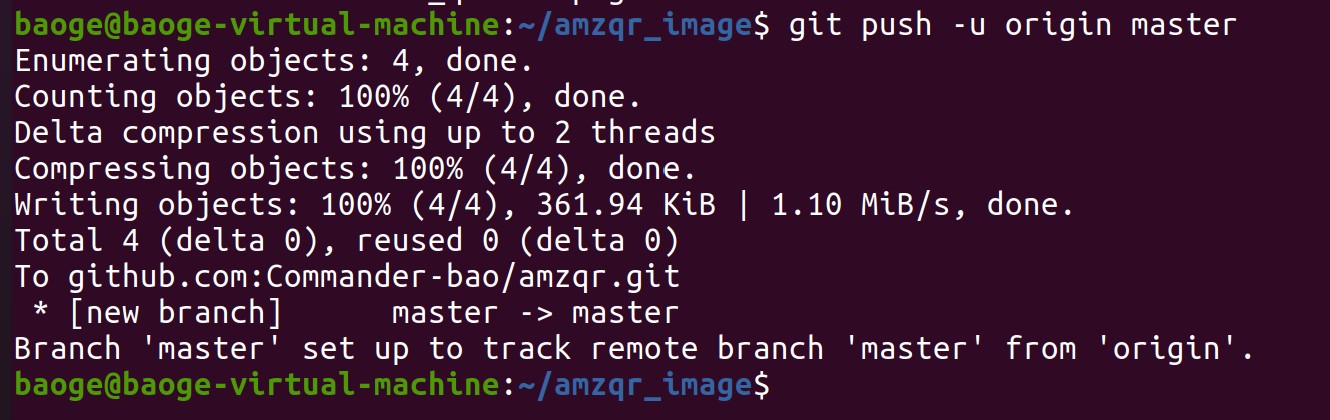 baoge@baoge-virtual-machine:~/amzqr_image$ git push -u origin master
Enumerating objects: 4, done.
Counting objects: 100% (4/4), done.
Delta compression using up to 2 threads
Compressing objects: 100% (4/4), done.
Writing objects: 100% (4/4), 361.94 KiB | 1.10 MiB/s, done.
Total 4 (delta 0), reused 0 (delta 0)
To github.com:Commander-bao/amzqr.git
 * [new branch]      master -> master
Branch 'master' set up to track remote branch 'master' from 'origin'.
baoge@baoge-virtual-machine:~/amzqr_image$